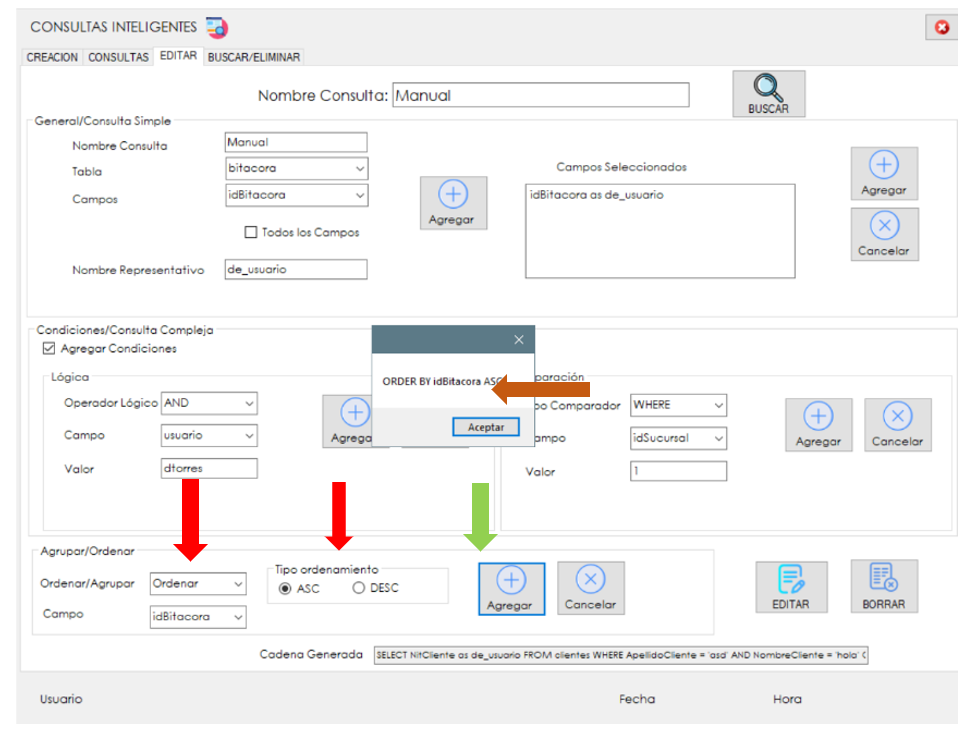 CONSULTAS INTELIGENTES
CREACION CONSULTAS EDITAR BUSCAR/ELIMINAR
Nombre Consulta: Manual
BUSCAR
General/Consulta Simple
Nombre Consulta Manual
Tabla bitacora
Campos idBitacora
Agregar
Todos los Campos
Nombre Representativo de_usuario
Campos Seleccionados
idBitacora as de_usuario
Agregar
Cancelar
Condiciones/Consulta Compleja
Agregar Condiciones
Lógica
Operador Lógico AND
Campo usuario
Valor dtorres
Agrega
ORDER BY idBitacora ASC
Aceptar
paración
po Comparador WHERE
ampo idSucursal
Valor 1
Agregar Cancelar
Agrupar/Ordenar
Ordenar/Agrupar Ordenar
Campo idBitacora
Tipo ordenamiento
ASC DESC
Agregar Cancelar
EDITAR BORRAR
Cadena Generada SELECT NitCliente as de_usuario FROM clientes WHERE ApellidoCliente = 'asd' AND NombreCliente = 'hola'
Usuario Fecha Hora